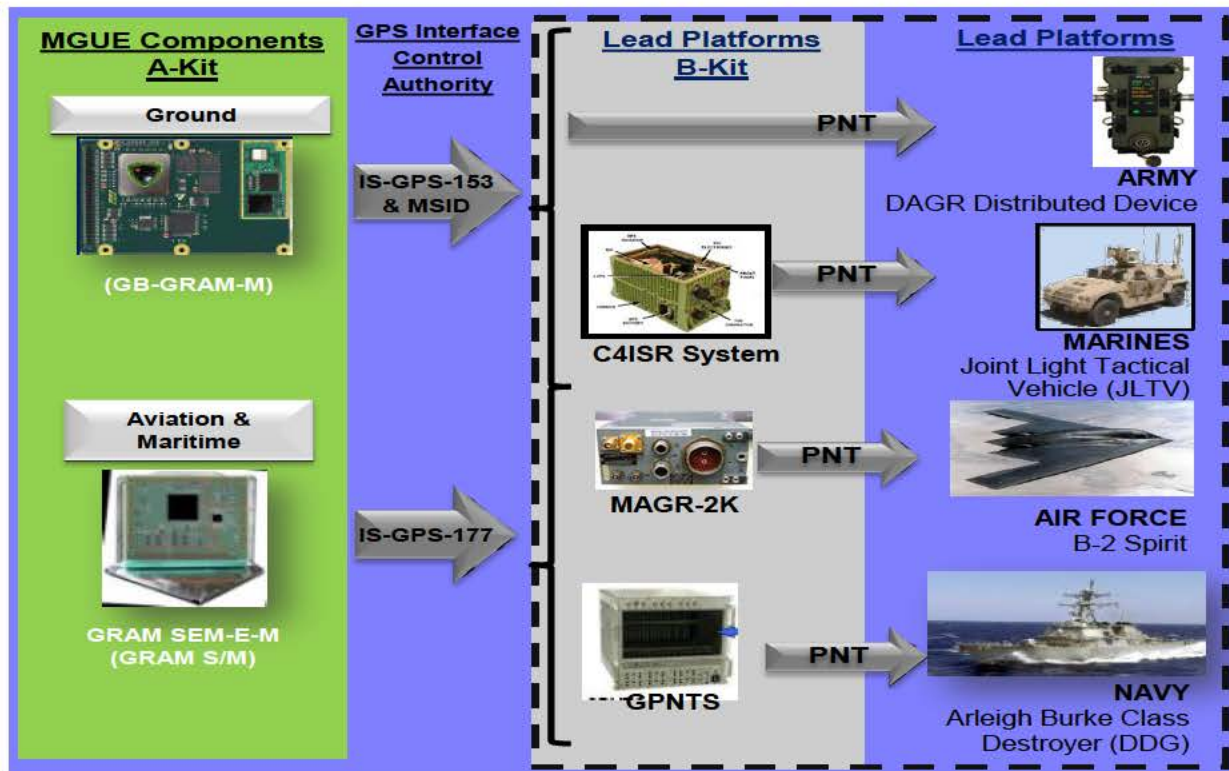 MGUE Components
A-Kit
Ground
(GB-GRAM-M)
Aviation &
Maritime
GRAM SEM-E-M
(GRAM S/M)
GPS Interface
Control
Authority
IS-GPS-153
& MSID
IS-GPS-177
Lead Platforms
B-Kit
C4ISR System
MAGR-2K
GPNTS
Lead Platforms
PNT
ARMY
DAGR Distributed Device
PNT
MARINES
Joint Light Tactical
Vehicle (JLTV)
PNT
AIR FORCE
B-2 Spirit
PNT
NAVY
Arleigh Burke Class
Destroyer (DDG)